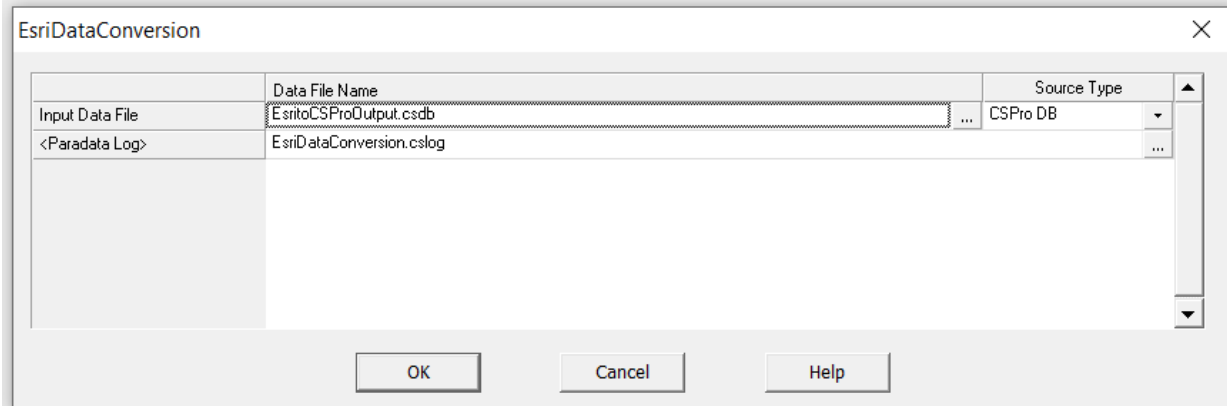 EsriDataConversion
Data File Name Source Type
Input Data File EsritoCSProOutput.csdb ... CSPro DB
<Paradata Log> EsriDataConversion.cslog ...
OK Cancel Help